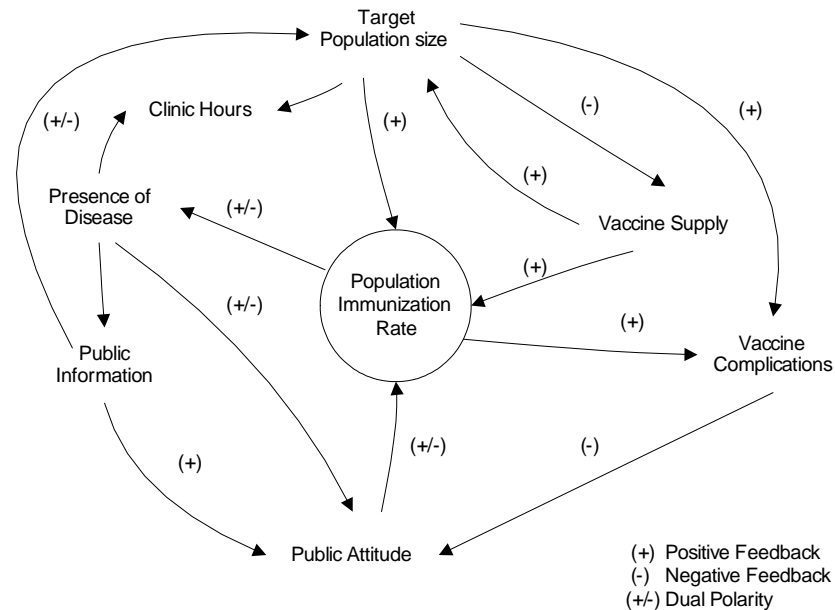 Target
Population size
Clinic Hours
(+/-)
(+)
(-)
(+)
Presence of
Disease
(+/-)
(+)
Vaccine Supply
(+)
Population
Immunization
Rate
(+/-)
(+)
Public
Information
Vaccine
Complications
(+)
(+/-)
(-)
Public Attitude
(+) Positive Feedback
(-) Negative Feedback
(+/-) Dual Polarity